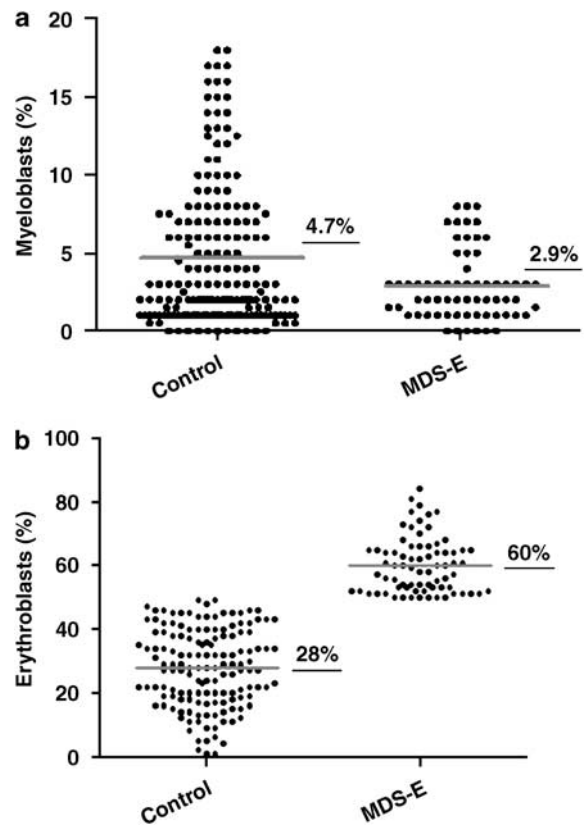 a
Myeloblasts (%)
20
15
10
5
0
4.7%
2.9%
Control
MDS-E
b
Erythroblasts (%)
100
80
60
40
20
0
28%
60%
Control
MDS-E